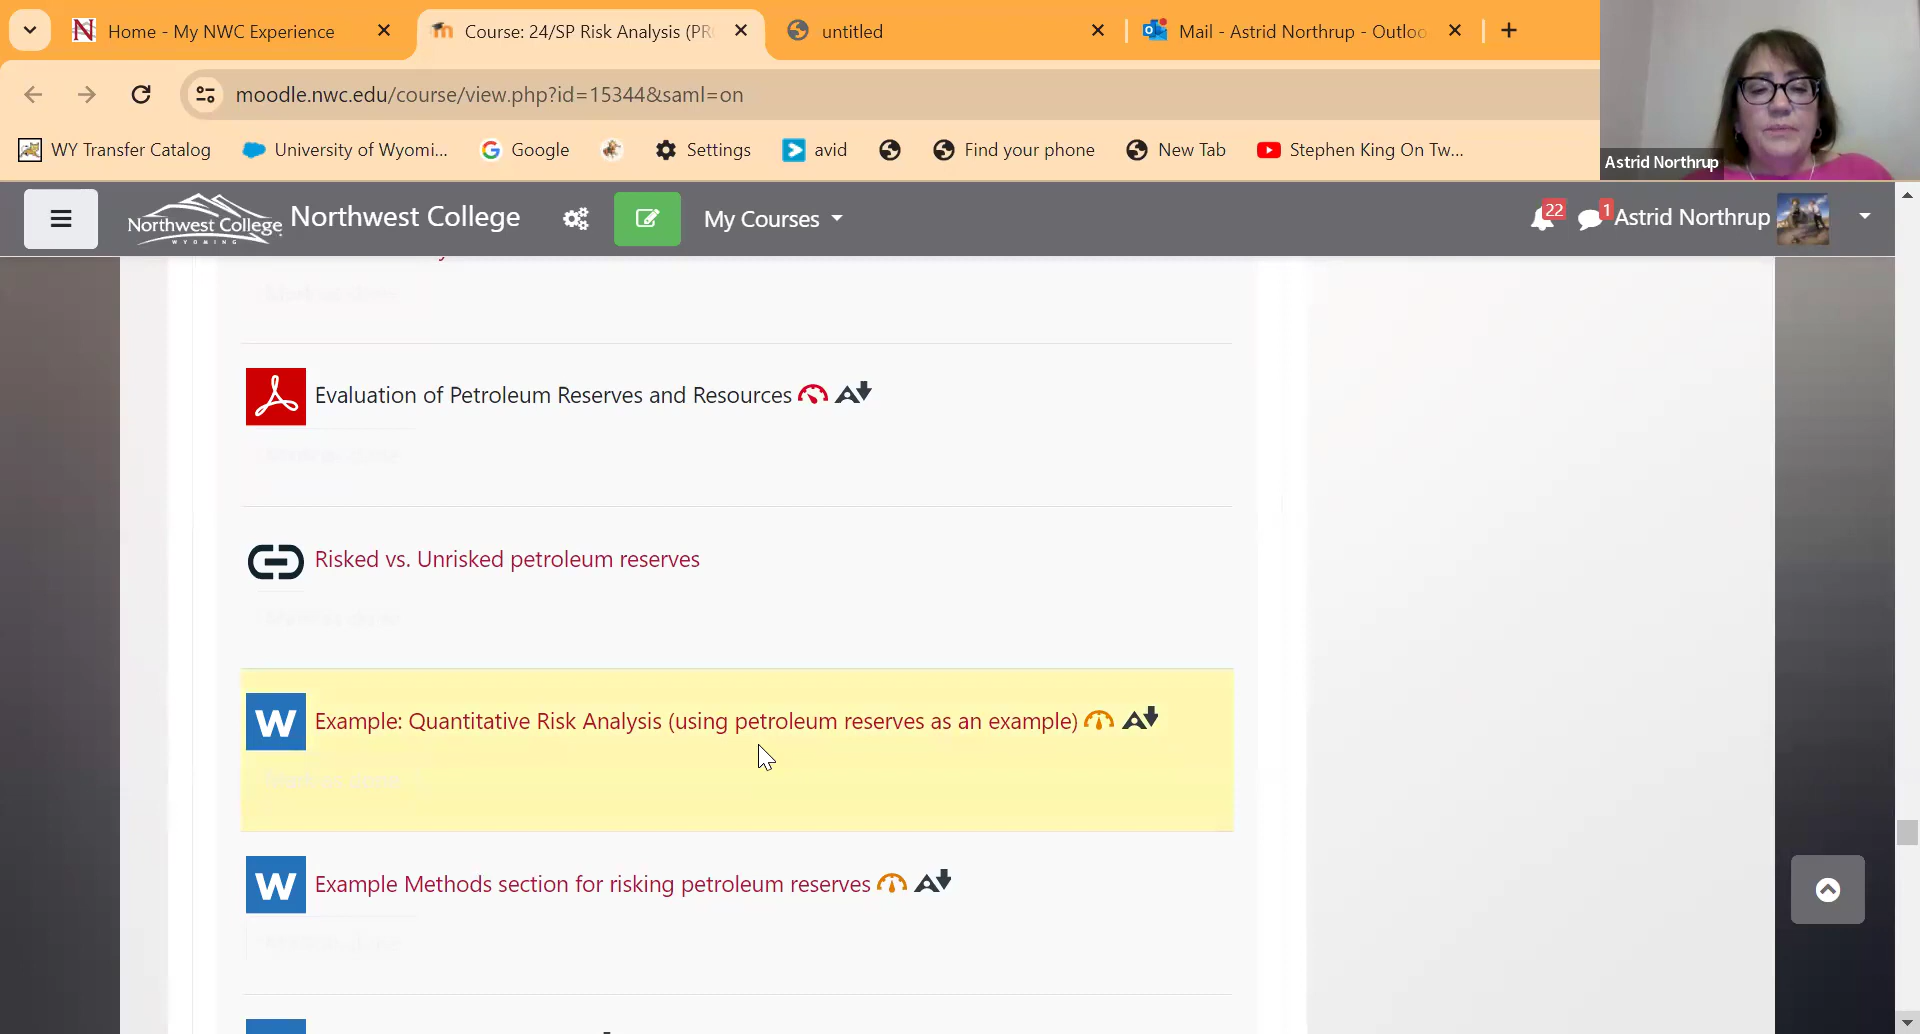 Home - My NWC Experience
Course: 24/SP Risk Analysis (PR
untitled
Mail - Astrid Northrup - Outloo
moodle.nwc.edu/course/view.php?id=15344&saml=on
WY Transfer Catalog
University of Wyomi...
Google
Settings
avid
Find your phone
New Tab
Stephen King On Tw...
Astrid Northrup
Northwest College
WYOMING
Northwest College
My Courses
22
1
Astrid Northrup
Evaluation of Petroleum Reserves and Resources
Risked vs. Unrisked petroleum reserves
W
Example: Quantitative Risk Analysis (using petroleum reserves as an example)
W
Example Methods section for risking petroleum reserves